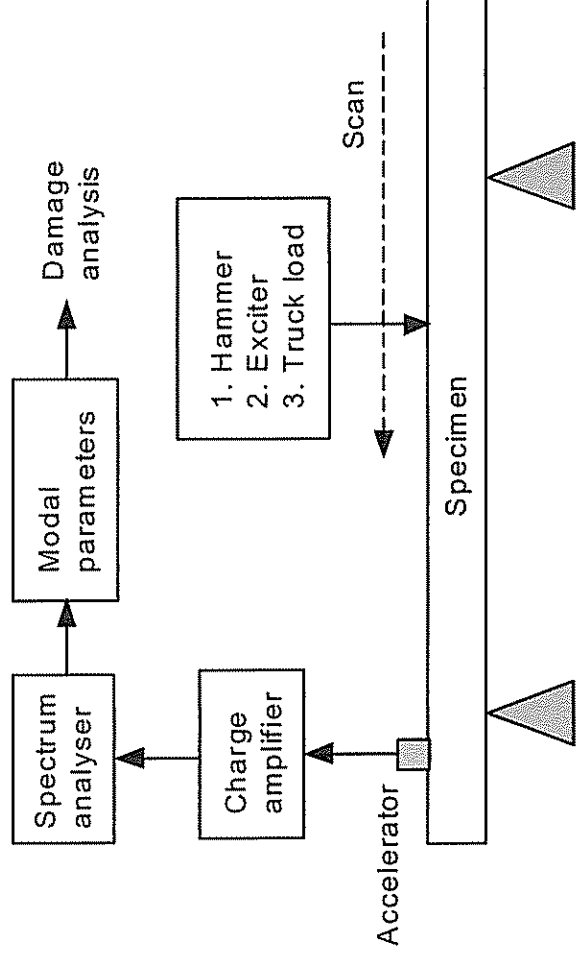 Spectrum
analyser
Modal
parameters
Damage
analysis
Charge
amplifier
1. Hammer
2. Exciter
3. Truck load
Scan
Accelerator
Specimen